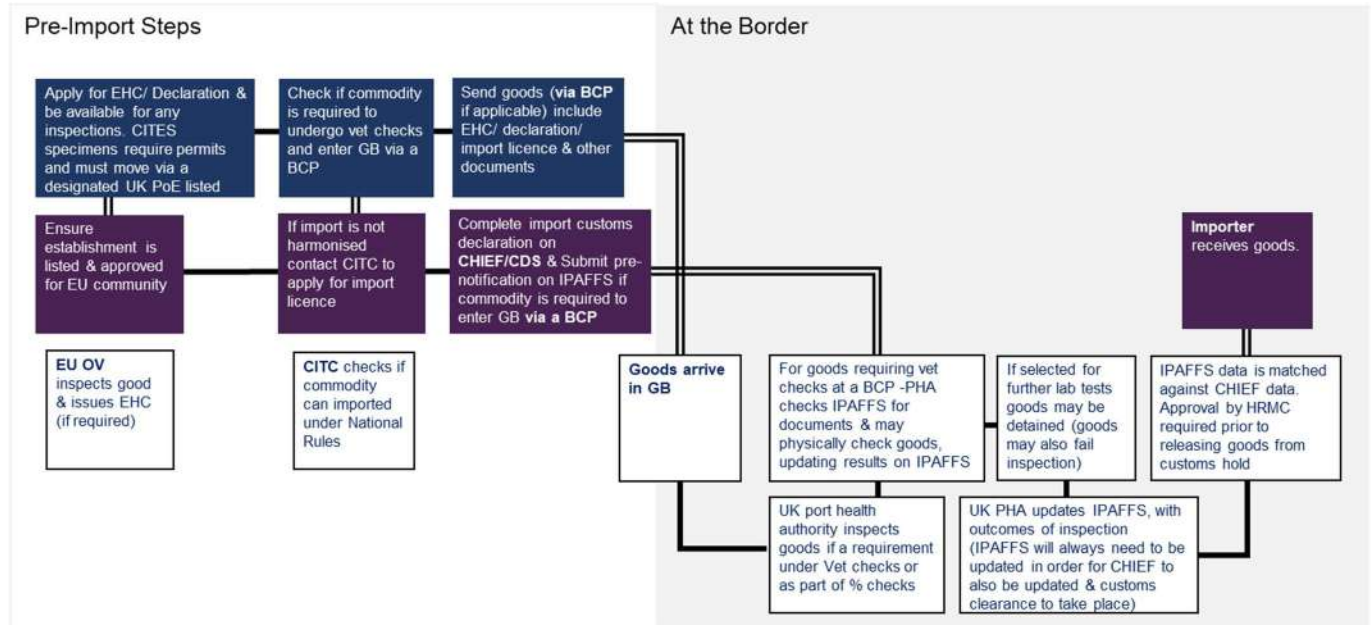 Pre-Import Steps
At the Border
Apply for EHC/ Declaration &
be available for any
inspections. CITES
specimens require permits
and must move via a
designated UK PoE listed
Check if commodity
is required to
undergo vet checks
and enter GB via a
BCP
Send goods (via BCP
if applicable) include
EHC/ declaration/
import licence & other
documents
Ensure
establishment is
listed & approved
for EU community
If import is not
harmonised
contact CITC to
apply for import
licence
Complete import customs
declaration on
CHIEF/CDS & Submit pre-
notification on IPAFFS if
commodity is required to
enter GB via a BCP
Importer
receives goods.
EU OV
inspects good
& issues EHC
(if required)
CITC checks if
commodity
can imported
under National
Rules
Goods arrive
in GB
For goods requiring vet
checks at a BCP -PHA
checks IPAFFS for
documents & may
physically check goods,
updating results on IPAFFS
If selected for
further lab tests
goods may be
detained (goods
may also fail
inspection)
IPAFFS data is matched
against CHIEF data.
Approval by HRMC
required prior to
releasing goods from
customs hold
UK port health
authority inspects
goods if a requirement
under Vet checks or
as part of % checks
UK PHA updates IPAFFS, with
outcomes of inspection
(IPAFFS will always need to be
updated in order for CHIEF to
also be updated & customs
clearance to take place)